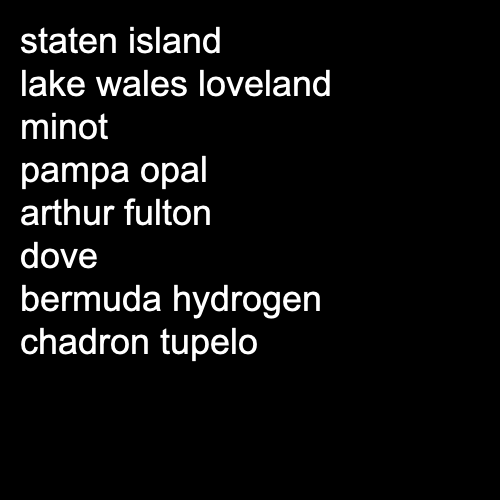 staten island
lake wales loveland
minot
pampa opal
arthur fulton
dove
bermuda hydrogen
chadron tupelo